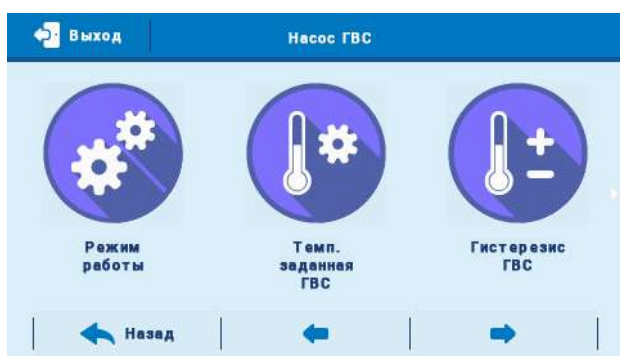 Выход
Насос ГВС
Режим
работы
Темп.
заданная
ГВС
Гистерезис
ГВС
Назад